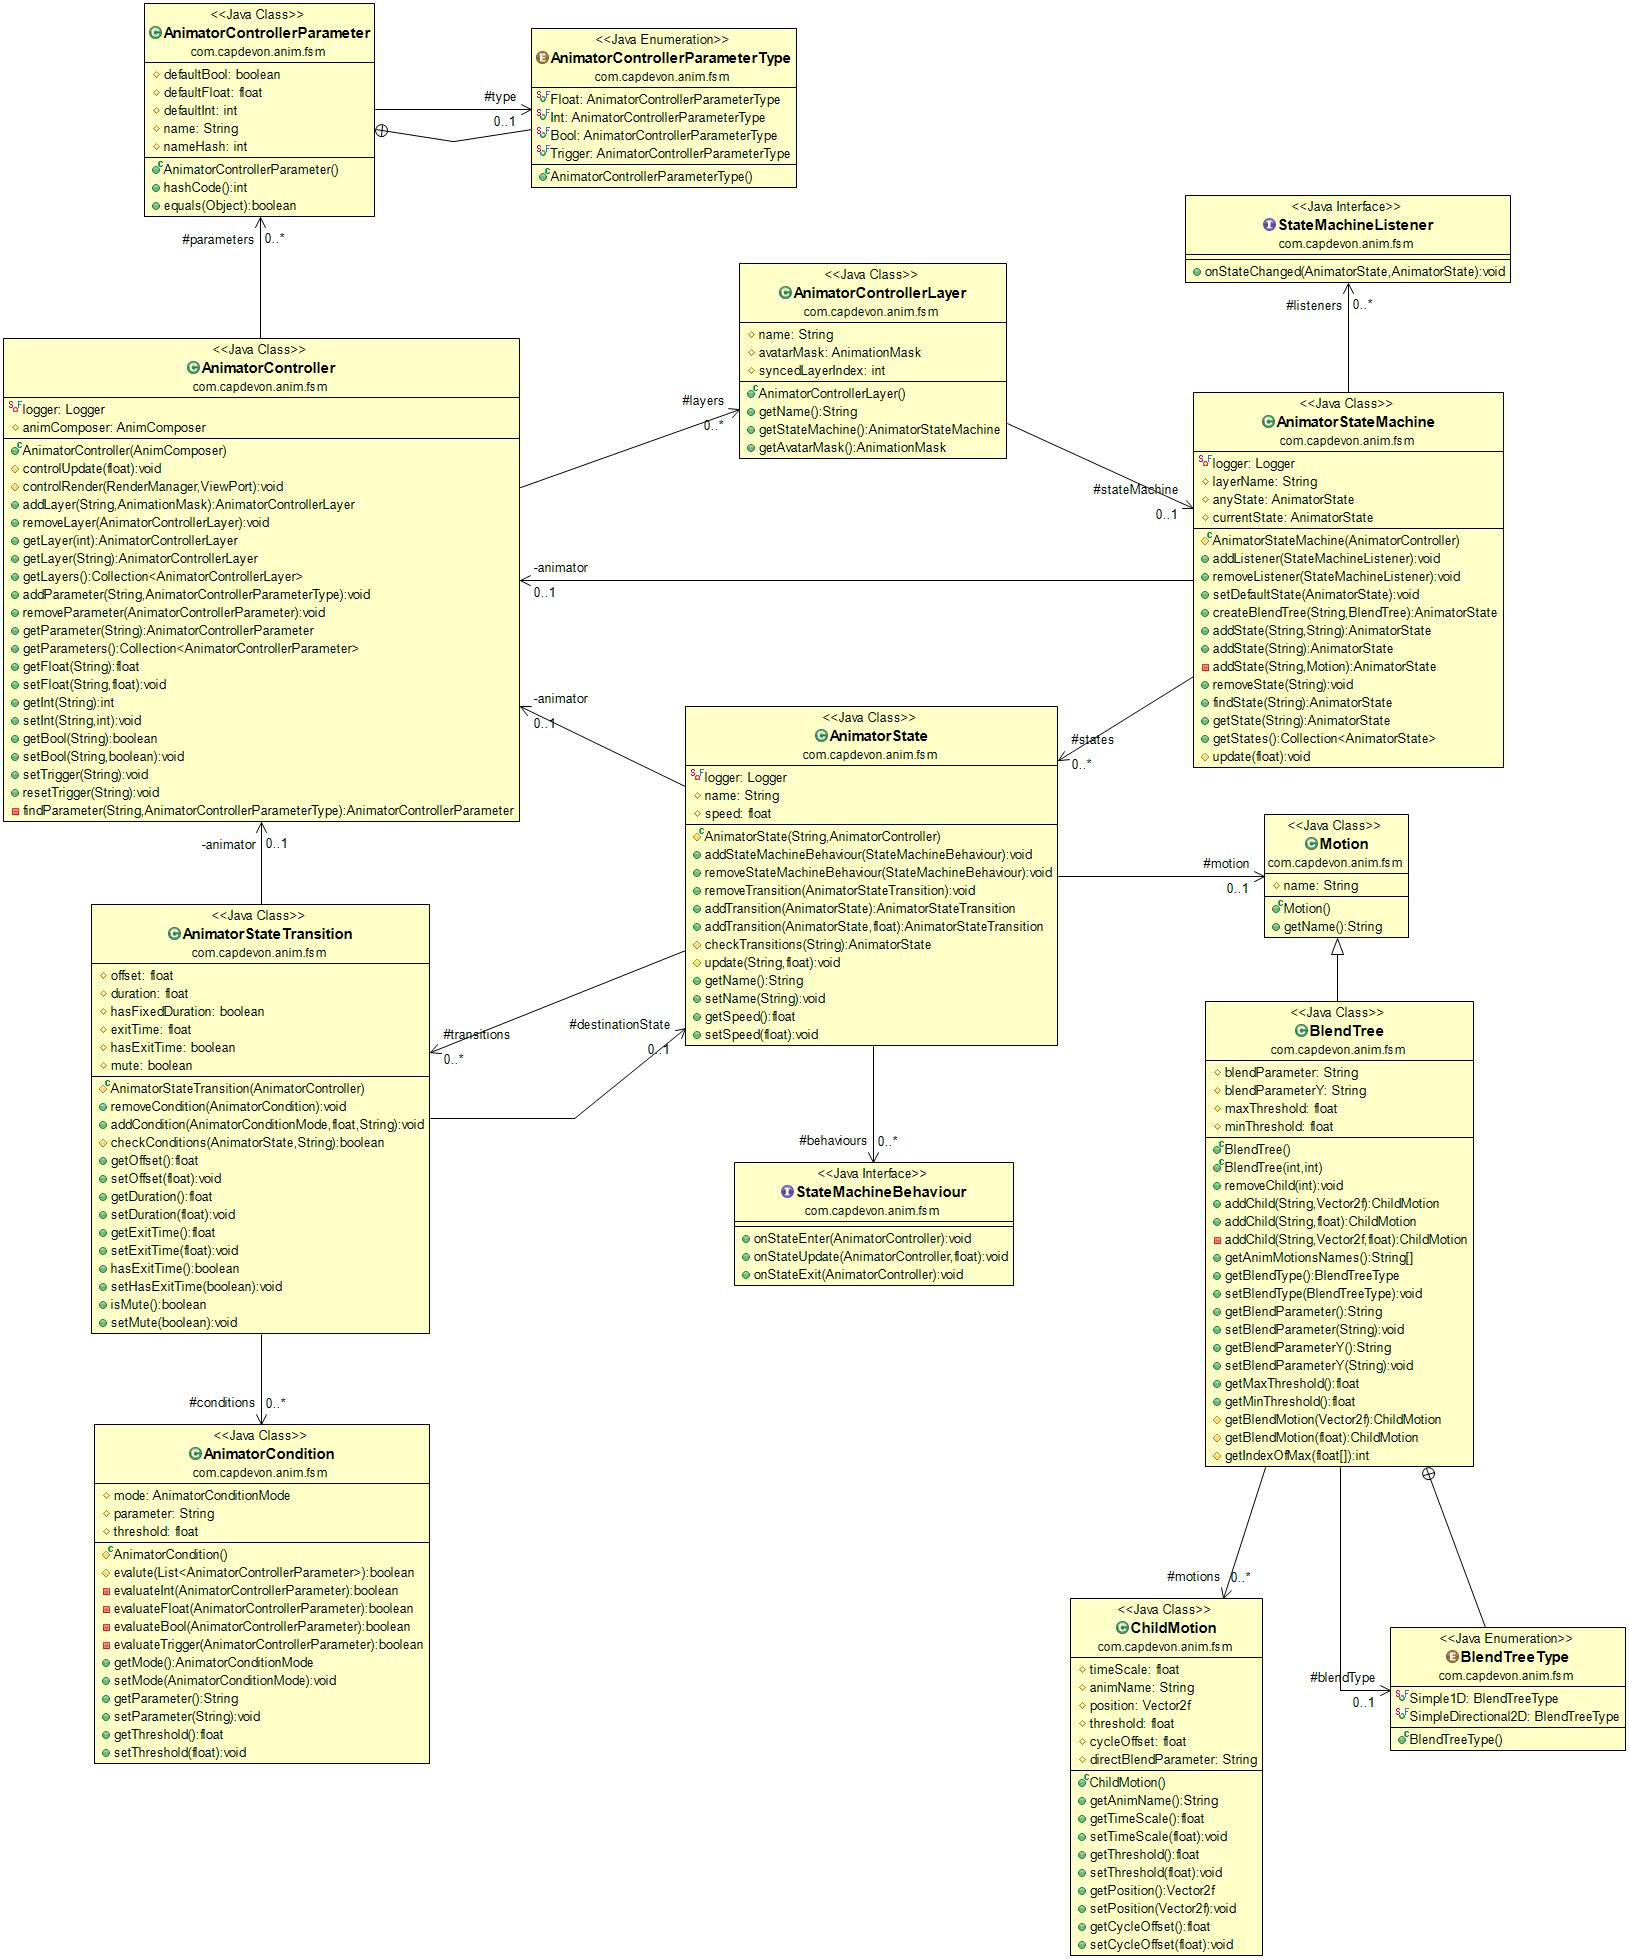 <<Java Class>>
AnimatorControllerParameter
com.capdevon.anim.fsm
defaultBool: boolean
defaultFloat: float
defaultInt: int
name: String
nameHash: int
AnimatorControllerParameter()
hashCode():int
equals(Object):boolean
<<Java Enumeration>>
AnimatorControllerParameterType
com.capdevon.anim.fsm
Float: AnimatorControllerParameterType
Int: AnimatorControllerParameterType
Bool: AnimatorControllerParameterType
Trigger: AnimatorControllerParameterType
AnimatorControllerParameterType()
#type
0..1
#parameters
0..*
<<Java Interface>>
StateMachineListener
com.capdevon.anim.fsm
onStateChanged(AnimatorState,AnimatorState):void
#listeners
0..*
<<Java Class>>
AnimatorControllerLayer
com.capdevon.anim.fsm
name: String
avatarMask: AnimationMask
syncedLayerIndex: int
AnimatorControllerLayer()
getName():String
getStateMachine():AnimatorStateMachine
getAvatarMask():AnimationMask
#layers
0..*
#stateMachine
0..1
<<Java Class>>
AnimatorController
com.capdevon.anim.fsm
logger: Logger
animComposer: AnimComposer
AnimatorController(AnimComposer)
controlUpdate(float):void
controlRender(RenderManager,ViewPort):void
addLayer(String,AnimationMask):AnimatorControllerLayer
removeLayer(AnimatorControllerLayer):void
getLayer(int):AnimatorControllerLayer
getLayer(String):AnimatorControllerLayer
getLayers():Collection<AnimatorControllerLayer>
addParameter(String,AnimatorControllerParameterType):void
removeParameter(AnimatorControllerParameter):void
getParameter(String):AnimatorControllerParameter
getParameters():Collection<AnimatorControllerParameter>
getFloat(String):float
setFloat(String,float):void
getInt(String):int
setInt(String,int):void
getBool(String):boolean
setBool(String,boolean):void
setTrigger(String):void
resetTrigger(String):void
findParameter(String,AnimatorControllerParameterType):AnimatorControllerParameter
<<Java Class>>
AnimatorStateMachine
com.capdevon.anim.fsm
logger: Logger
layerName: String
anyState: AnimatorState
currentState: AnimatorState
AnimatorStateMachine(AnimatorController)
addListener(StateMachineListener):void
removeListener(StateMachineListener):void
setDefaultState(AnimatorState):void
createBlendTree(String,BlendTree):AnimatorState
addState(String,String):AnimatorState
addState(String):AnimatorState
addState(String,Motion):AnimatorState
removeState(String):void
findState(String):AnimatorState
getState(String):AnimatorState
getStates():Collection<AnimatorState>
update(float):void
-animator
0..1
-animator
0..1
#states
0..*
<<Java Class>>
AnimatorState
com.capdevon.anim.fsm
logger: Logger
name: String
speed: float
AnimatorState(String,AnimatorController)
addStateMachineBehaviour(StateMachineBehaviour):void
removeStateMachineBehaviour(StateMachineBehaviour):void
removeTransition(AnimatorStateTransition):void
addTransition(AnimatorState):AnimatorStateTransition
addTransition(AnimatorState,float):AnimatorStateTransition
checkTransitions(String):AnimatorState
update(String,float):void
getName():String
setName(String):void
getSpeed():float
setSpeed(float):void
#motion
0..1
<<Java Class>>
Motion
com.capdevon.anim.fsm
name: String
Motion()
getName():String
-animator
0..1
<<Java Class>>
AnimatorStateTransition
com.capdevon.anim.fsm
offset: float
duration: float
hasFixedDuration: boolean
exitTime: float
hasExitTime: boolean
mute: boolean
AnimatorStateTransition(AnimatorController)
removeCondition(AnimatorCondition):void
addCondition(AnimatorConditionMode,float,String):void
checkConditions(AnimatorState,String):boolean
getOffset():float
setOffset(float):void
getDuration():float
setDuration(float):void
getExitTime():float
setExitTime(float):void
hasExitTime():boolean
setHasExitTime(boolean):void
isMute():boolean
setMute(boolean):void
#transitions
0..*
#destinationState
0..1
#behaviours
0..*
<<Java Interface>>
StateMachineBehaviour
com.capdevon.anim.fsm
onStateEnter(AnimatorController):void
onStateUpdate(AnimatorController,float):void
onStateExit(AnimatorController):void
<<Java Class>>
BlendTree
com.capdevon.anim.fsm
blendParameter: String
blendParameterY: String
maxThreshold: float
minThreshold: float
BlendTree()
BlendTree(int,int)
removeChild(int):void
addChild(String,Vector2f):ChildMotion
addChild(String,float):ChildMotion
addChild(String,Vector2f,float):ChildMotion
getAnimMotionsNames():String[]
getBlendType():BlendTreeType
setBlendType(BlendTreeType):void
getBlendParameter():String
setBlendParameter(String):void
getBlendParameterY():String
setBlendParameterY(String):void
getMaxThreshold():float
getMinThreshold():float
getBlendMotion(Vector2f):ChildMotion
getBlendMotion(float):ChildMotion
getIndexOfMax(float[]):int
#conditions
0..*
<<Java Class>>
AnimatorCondition
com.capdevon.anim.fsm
mode: AnimatorConditionMode
parameter: String
threshold: float
AnimatorCondition()
evalute(List<AnimatorControllerParameter>):boolean
evaluateInt(AnimatorControllerParameter):boolean
evaluateFloat(AnimatorControllerParameter):boolean
evaluateBool(AnimatorControllerParameter):boolean
evaluateTrigger(AnimatorControllerParameter):boolean
getMode():AnimatorConditionMode
setMode(AnimatorConditionMode):void
getParameter():String
setParameter(String):void
getThreshold():float
setThreshold(float):void
#motions
0..*
<<Java Class>>
ChildMotion
com.capdevon.anim.fsm
timeScale: float
animName: String
position: Vector2f
threshold: float
cycleOffset: float
directBlendParameter: String
ChildMotion()
getAnimName():String
getTimeScale():float
setTimeScale(float):void
getThreshold():float
setThreshold(float):void
getPosition():Vector2f
setPosition(Vector2f):void
getCycleOffset():float
setCycleOffset(float):void
#blendType
0..1
<<Java Enumeration>>
BlendTreeType
com.capdevon.anim.fsm
Simple1D: BlendTreeType
SimpleDirectional2D: BlendTreeType
BlendTreeType()